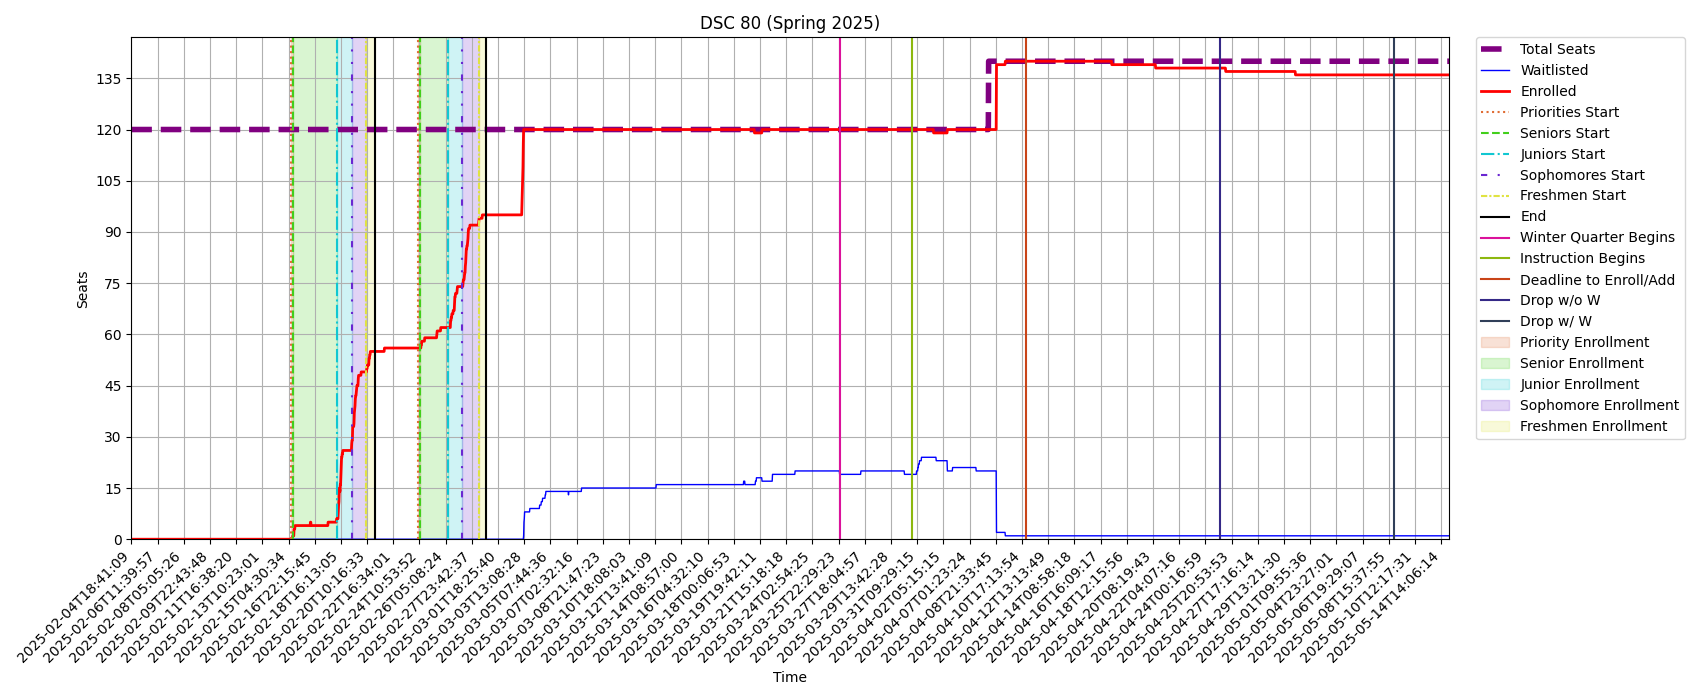 DSC 80 (Spring 2025)
Seats
135
120
105
90
75
60
45
30
15
0
2025-02-04T18:41:09
2025-02-06T11:39:57
2025-02-08T05:05:26
2025-02-09T22:43:48
2025-02-11T16:38:20
2025-02-13T10:23:01
2025-02-15T04:30:34
2025-02-16T22:15:45
2025-02-18T16:13:05
2025-02-20T10:16:33
2025-02-22T16:34:01
2025-02-24T10:53:52
2025-02-26T05:08:24
2025-02-27T23:42:37
2025-03-01T18:25:40
2025-03-03T13:08:28
2025-03-05T07:44:36
2025-03-07T02:32:16
2025-03-08T21:47:23
2025-03-10T18:08:03
2025-03-12T13:41:09
2025-03-14T08:57:00
2025-03-16T04:32:10
2025-03-18T00:06:53
2025-03-19T19:42:11
2025-03-21T15:18:18
2025-03-24T02:54:25
2025-03-25T22:29:23
2025-03-27T18:04:57
2025-03-29T13:42:28
2025-03-31T09:29:15
2025-04-02T05:15:15
2025-04-07T01:23:24
2025-04-08T21:33:45
2025-04-10T17:13:54
2025-04-12T13:13:49
2025-04-14T08:58:18
2025-04-16T16:09:17
2025-04-18T12:15:56
2025-04-20T08:19:43
2025-04-22T04:07:16
2025-04-24T00:16:59
2025-04-25T20:53:53
2025-04-27T17:16:14
2025-04-29T13:21:30
2025-05-01T09:55:36
2025-05-04T23:27:01
2025-05-06T19:29:07
2025-05-08T15:37:55
2025-05-10T12:17:31
2025-05-14T14:06:14
Time
Total Seats
Waitlisted
Enrolled
Priorities Start
Seniors Start
Juniors Start
Sophomores Start
Freshmen Start
End
Winter Quarter Begins
Instruction Begins
Deadline to Enroll/Add
Drop w/o W
Drop w/ W
Priority Enrollment
Senior Enrollment
Junior Enrollment
Sophomore Enrollment
Freshmen Enrollment